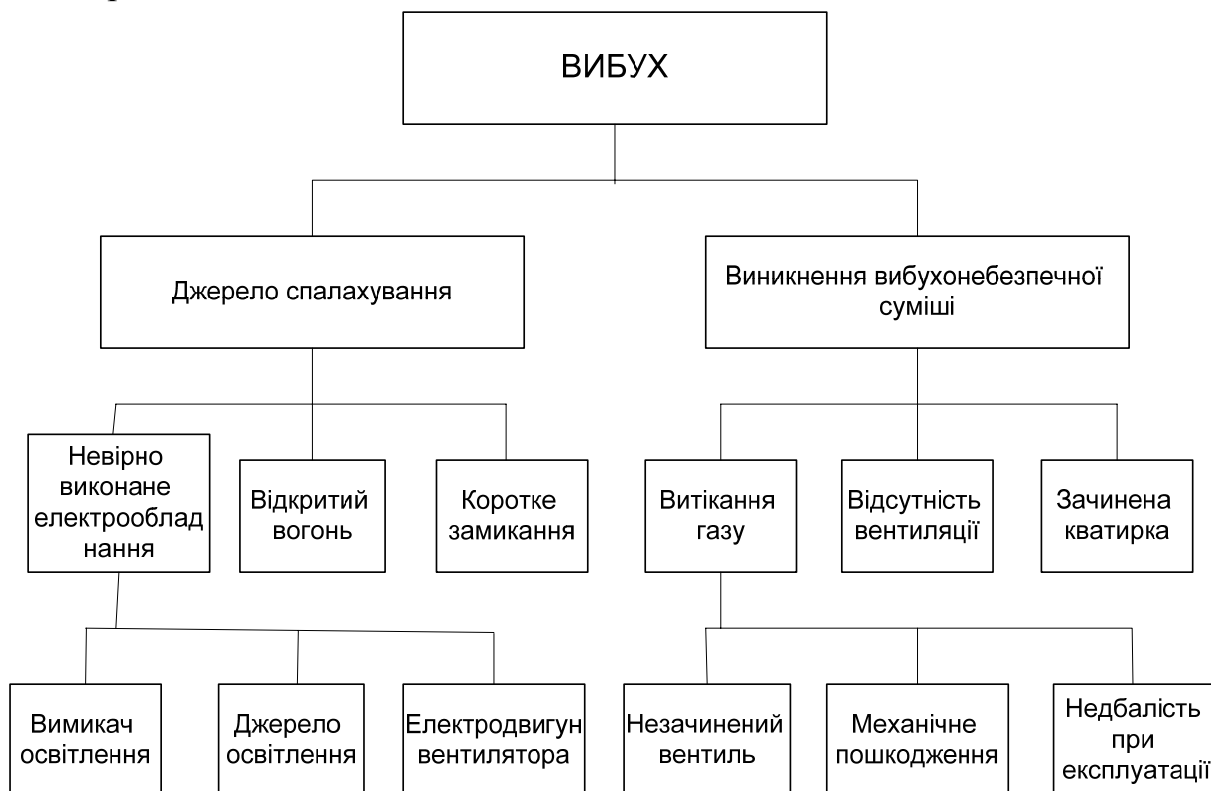 ВИБУХ
Джерело спалахування
Виникнення вибухонебезпечної
суміші
Невірно
виконане
електрооблад
нання
Відкритий
вогонь
Коротке
замикання
Витікання
газу
Відсутність
вентиляції
Зачинена
кватирка
Вимикач
освітлення
Джерело
освітлення
Електродвигун
вентилятора
Незачинений
вентиль
Механічне
пошкодження
Недбалість
при
експлуатації